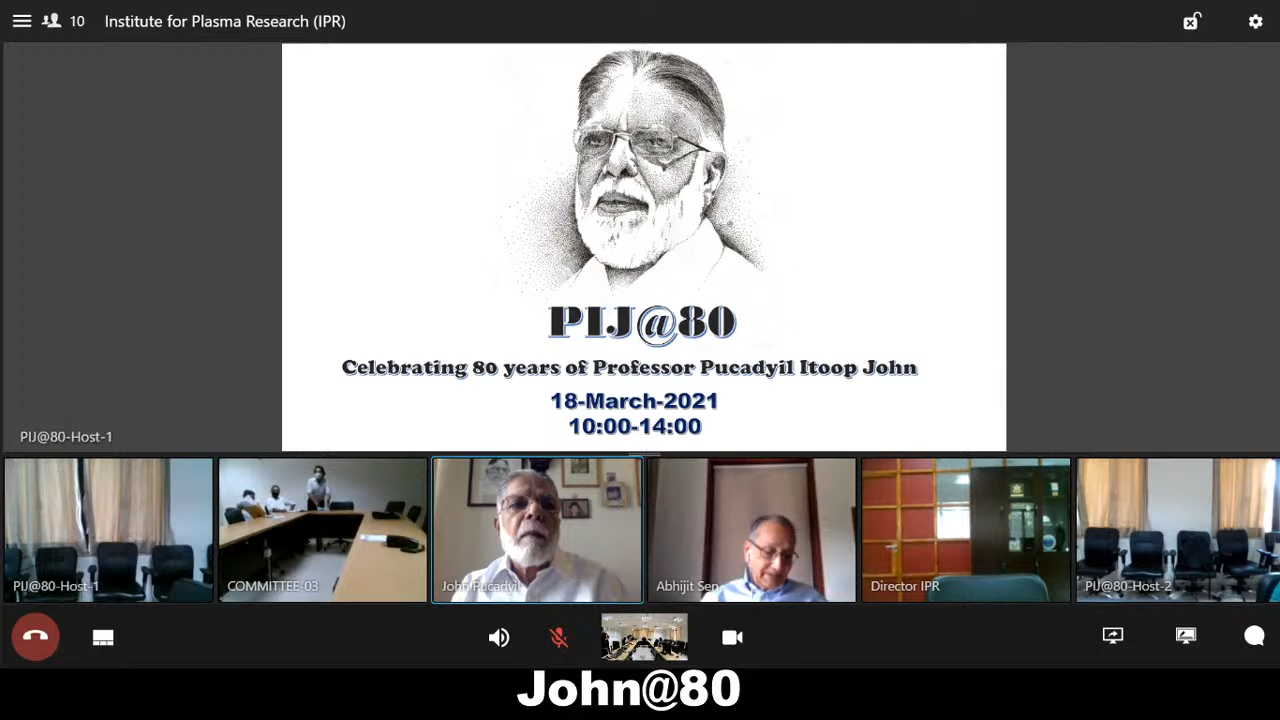 10 Institute for Plasma Research (IPR)
PIJ@80
Celebrating 80 years of Professor Pucadyil Itoop John
18-March-2021
10:00-14:00
PIJ@80-Host-1
PIJ@80-Host-1
COMMITTEE-03
John Pucadyil
Abhijit Sen
Director IPR
PIJ@80-Host-2
John@80